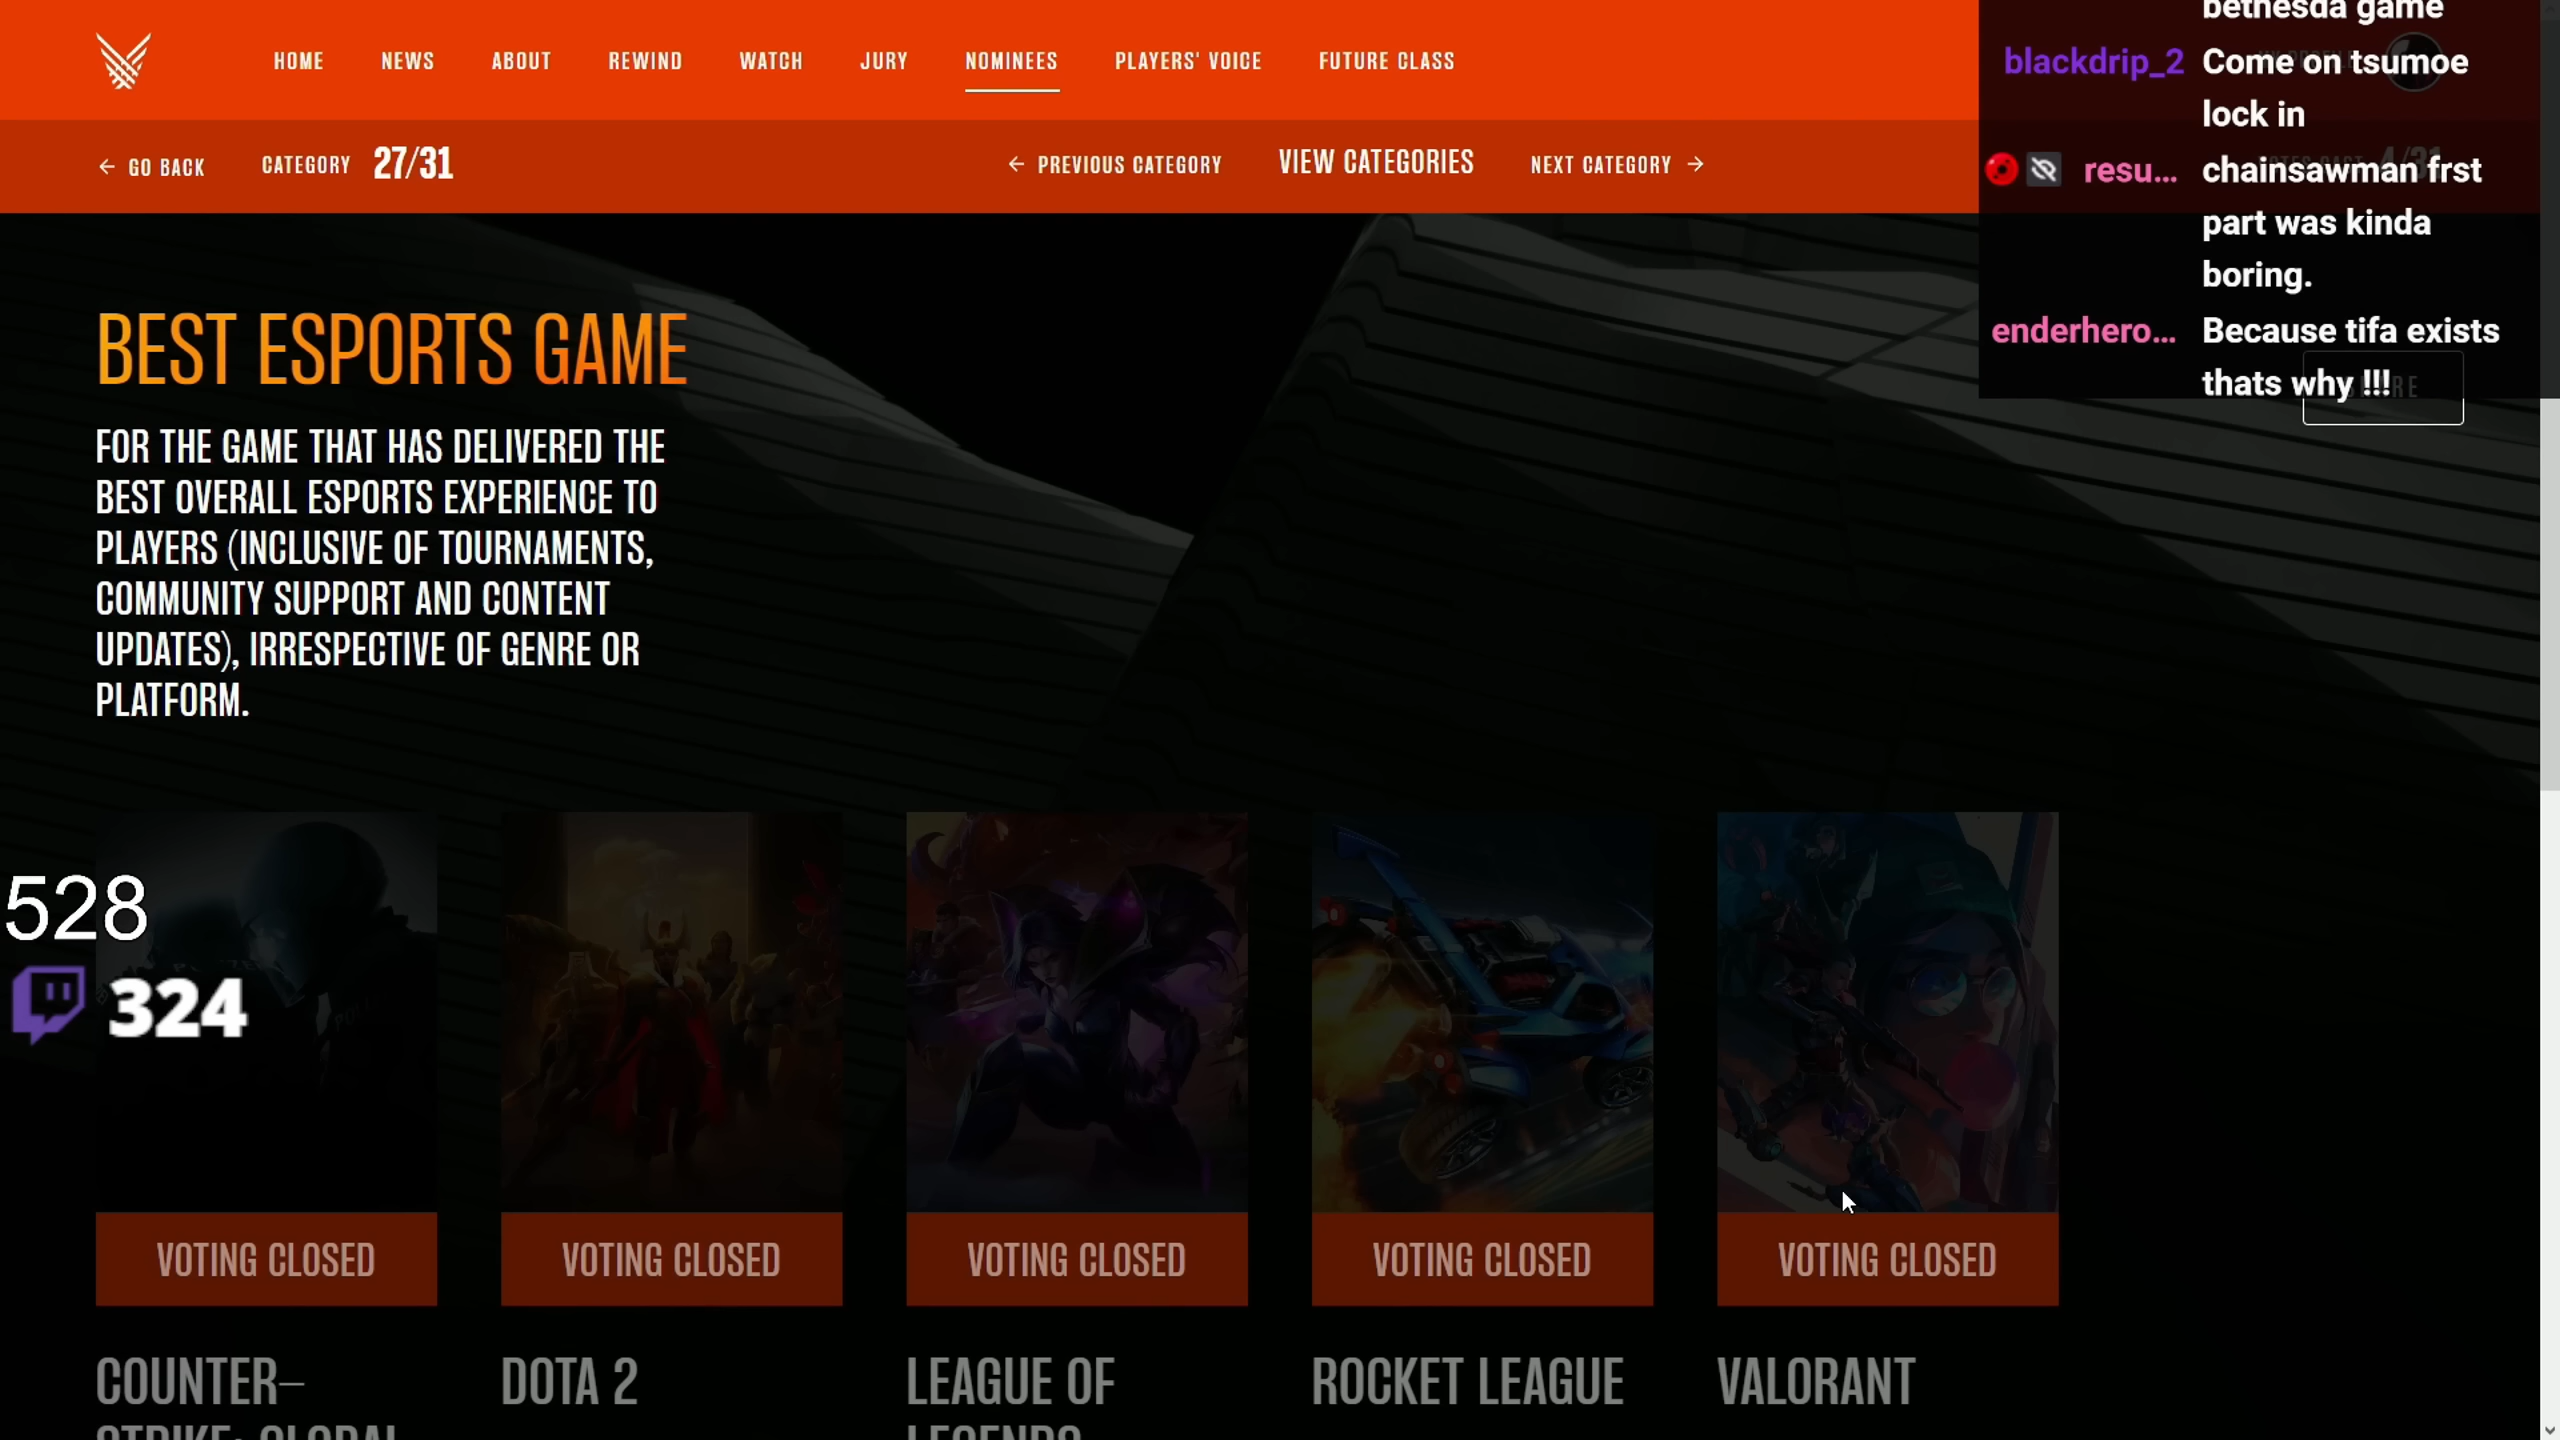 HOME NEWS ABOUT REWIND WATCH JURY NOMINEES PLAYERS' VOICE FUTURE CLASS
← GO BACK CATEGORY 27/31 ← PREVIOUS CATEGORY VIEW CATEGORIES NEXT CATEGORY →
bethesda game
blackdrip_2 Come on tsumoe
lock in
resu... chainsawman frst
part was kinda
boring.
enderhero... Because tifa exists
thats why !!!
BEST ESPORTS GAME
FOR THE GAME THAT HAS DELIVERED THE
BEST OVERALL ESPORTS EXPERIENCE TO
PLAYERS (INCLUSIVE OF TOURNAMENTS,
COMMUNITY SUPPORT AND CONTENT
UPDATES), IRRESPECTIVE OF GENRE OR
PLATFORM.
528
324
VOTING CLOSED VOTING CLOSED VOTING CLOSED VOTING CLOSED VOTING CLOSED
COUNTER– DOTA 2 LEAGUE OF ROCKET LEAGUE VALORANT
STRIKE: GLOBAL LEGENDS